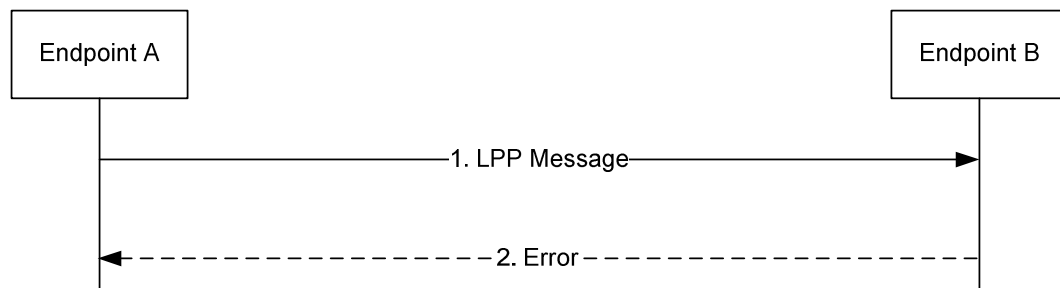 Endpoint A
Endpoint B
1. LPP Message
2. Error